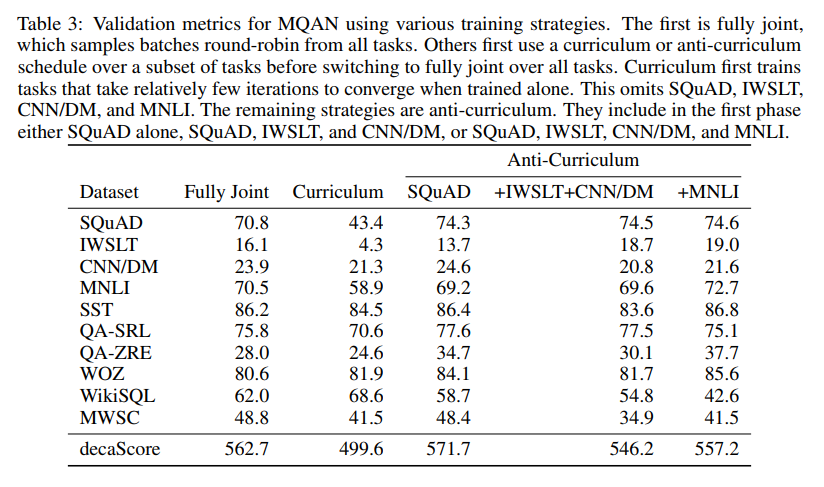 Table 3: Validation metrics for MQAN using various training strategies. The first is fully joint,
which samples batches round-robin from all tasks. Others first use a curriculum or anti-curriculum
schedule over a subset of tasks before switching to fully joint over all tasks. Curriculum first trains
tasks that take relatively few iterations to converge when trained alone. This omits SQuAD, IWSLT,
CNN/DM, and MNLI. The remaining strategies are anti-curriculum. They include in the first phase
either SQuAD alone, SQuAD, IWSLT, and CNN/DM, or SQuAD, IWSLT, CNN/DM, and MNLI.
Anti-Curriculum
Dataset Fully Joint Curriculum SQuAD +IWSLT+CNN/DM +MNLI
SQuAD 70.8 43.4 74.3 74.5 74.6
IWSLT 16.1 4.3 13.7 18.7 19.0
CNN/DM 23.9 21.3 24.6 20.8 21.6
MNLI 70.5 58.9 69.2 69.6 72.7
SST 86.2 84.5 86.4 83.6 86.8
QA-SRL 75.8 70.6 77.6 77.5 75.1
QA-ZRE 28.0 24.6 34.7 30.1 37.7
WOZ 80.6 81.9 84.1 81.7 85.6
WikiSQL 62.0 68.6 58.7 54.8 42.6
MWSC 48.8 41.5 48.4 34.9 41.5
decaScore 562.7 499.6 571.7 546.2 557.2